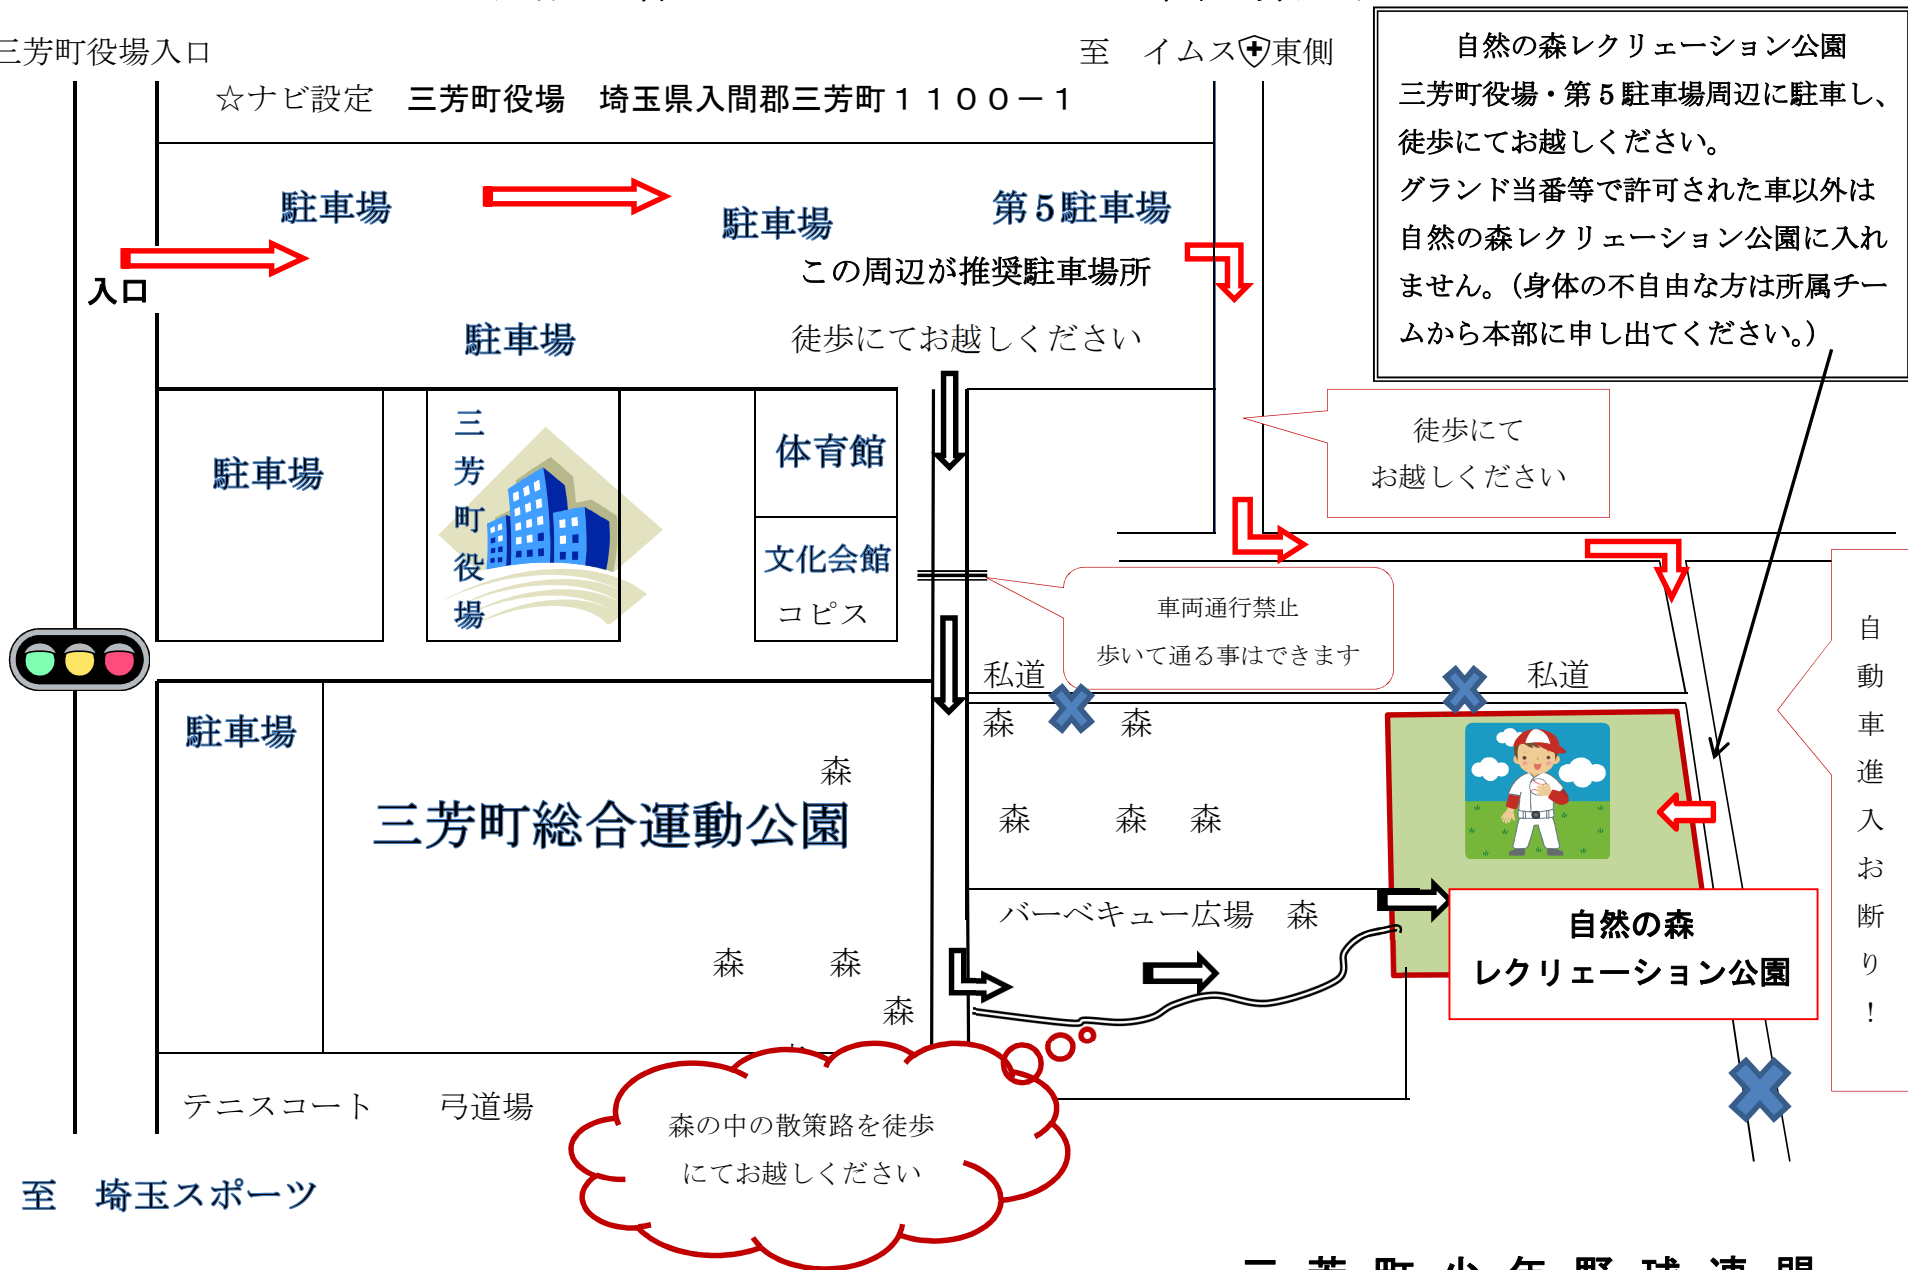 三芳町役場入口
至　イムス東側
☆ナビ設定　三芳町役場　埼玉県入間郡三芳町１１００－１
自然の森レクリェーション公園
三芳町役場・第５駐車場周辺に駐車し、
徒歩にてお越しください。
グランド当番等で許可された車以外は
自然の森レクリェーション公園に入れ
ません。（身体の不自由な方は所属チー
ムから本部に申し出てください。）
駐車場
駐車場
第５駐車場
この周辺が推奨駐車場所
入口
駐車場
徒歩にてお越しください
駐車場
三芳町役場
体育館
文化会館
コピス
徒歩にて
お越しください
車両通行禁止
歩いて通る事はできます
私道
私道
自動車進入お断り！
駐車場
森
森
森
三芳町総合運動公園
森
森
森
バーベキュー広場　森
自然の森
レクリェーション公園
森
森
森
テニスコート
弓道場
森の中の散策路を徒歩
にてお越しください
至　埼玉スポーツ
三芳町少年野球連盟